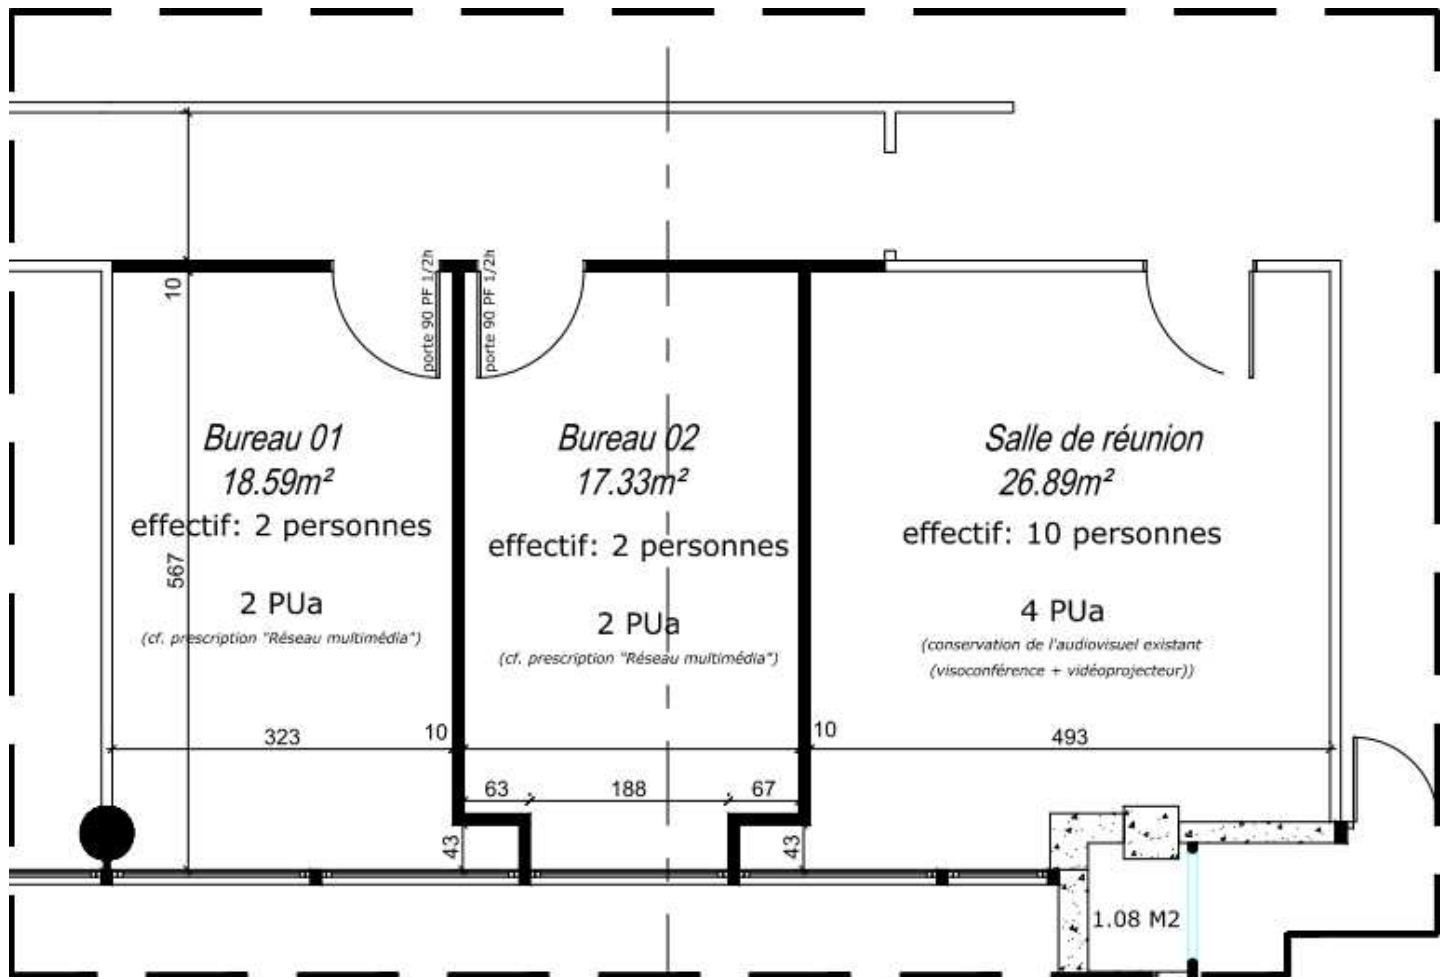 porte 90 PF 1/2h
porte 90 PF 1/2h
10
Bureau 01
18.59m²
effectif: 2 personnes
567
2 PUa
(cf. prescription "Réseau multimédia")
Bureau 02
17.33m²
effectif: 2 personnes
2 PUa
(cf. prescription "Réseau multimédia")
Salle de réunion
26.89m²
effectif: 10 personnes
4 PUa
(conservation de l'audiovisuel existant
(visoconférence + vidéoprojecteur))
323
10
10
493
63
188
67
43
43
1.08 M2